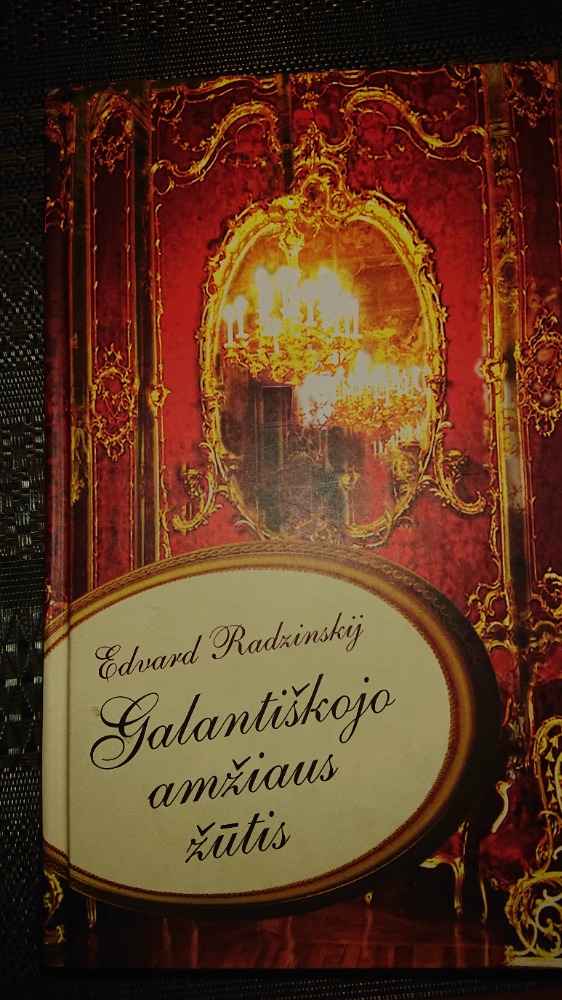 Edvard Radzinskij
Galantiškojo
amžiaus
žūtis